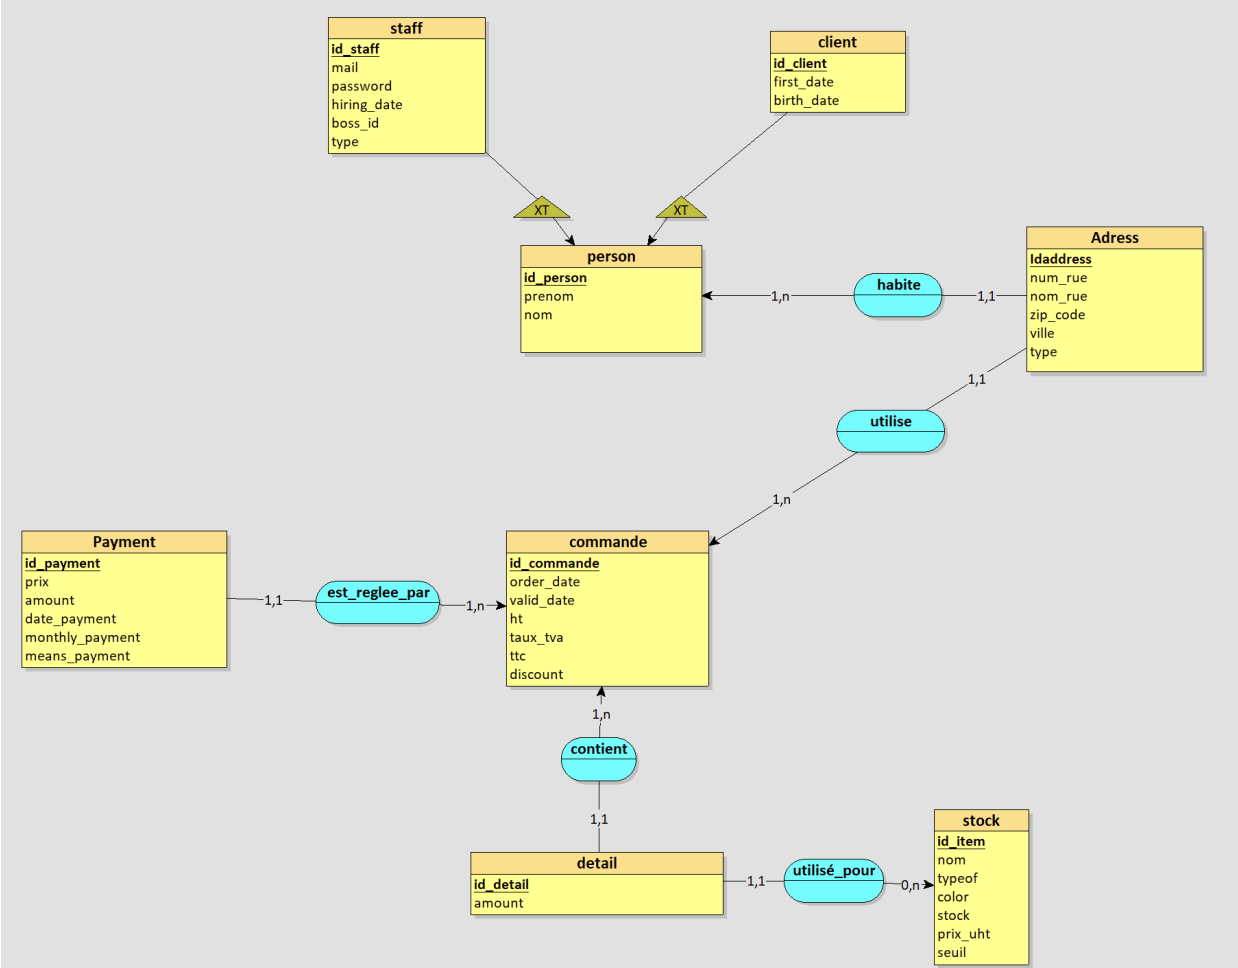 staff
id_staff
mail
password
hiring_date
boss_id
type
client
id_client
first_date
birth_date
XT
XT
person
id_person
prenom
nom
1,n
habite
1,1
Adress
Idaddress
num_rue
nom_rue
zip_code
ville
type
1,1
utilise
1,n
Payment
id_payment
prix
amount
date_payment
monthly_payment
means_payment
1,1
est_reglee_par
1,n
commande
id_commande
order_date
valid_date
ht
taux_tva
ttc
discount
1,n
contient
1,1
detail
id_detail
amount
1,1
utilisé_pour
0,n
stock
id_item
nom
typeof
color
stock
prix_uht
seuil